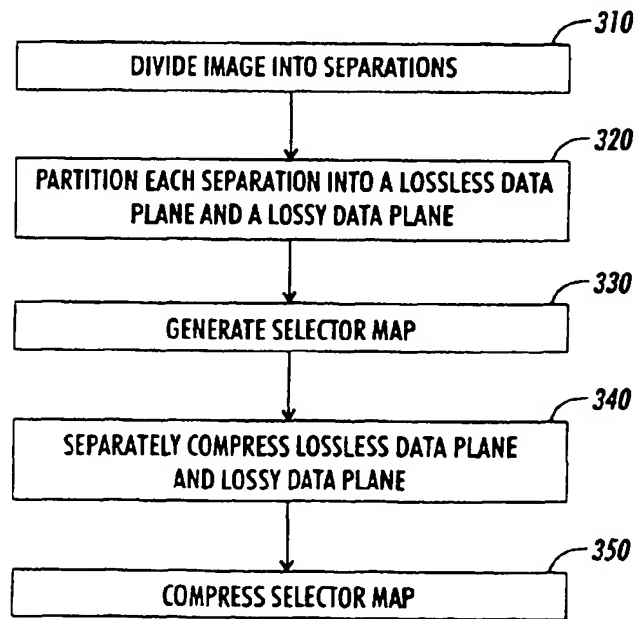 310
DIVIDE IMAGE INTO SEPARATIONS
320
PARTITION EACH SEPARATION INTO A LOSSLESS DATA
PLANE AND A LOSSY DATA PLANE
330
GENERATE SELECTOR MAP
340
SEPARATELY COMPRESS LOSSLESS DATA PLANE
AND LOSSY DATA PLANE
350
COMPRESS SELECTOR MAP